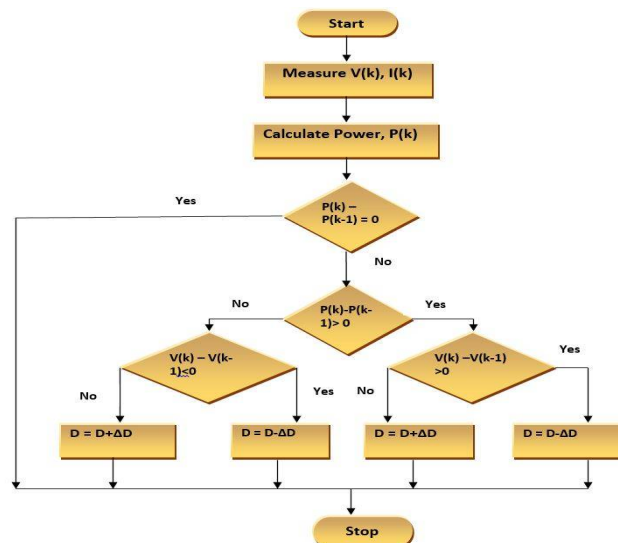 Start
Measure V(k), I(k)
Calculate Power, P(k)
Yes
P(k) –
P(k-1) = 0
No
No
P(k)-P(k-
1)> 0
Yes
V(k) – V(k-
1)<0
V(k) –V(k-1)
>0
Yes
No
Yes
No
D = D+ΔD
D = D-ΔD
D = D+ΔD
D = D-ΔD
Stop